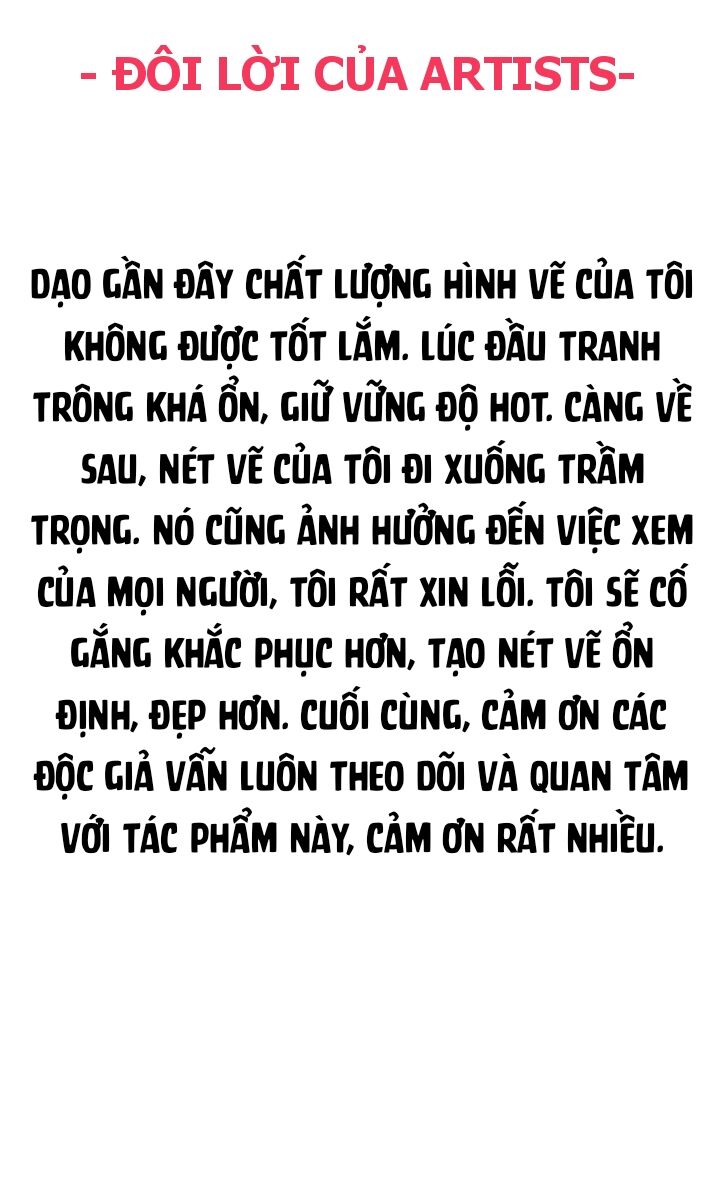 - ĐÔI LỜI CỦA ARTISTS-
DẠO GẦN ĐÂY CHẤT LƯỢNG HÌNH VẼ CỦA TÔI
KHÔNG ĐƯỢC TỐT LẮM. LÚC ĐẦU TRANH
TRÔNG KHÁ ỔN, GIỮ VỮNG ĐỘ HOT. CÀNG VỀ
SAU, NÉT VẼ CỦA TÔI ĐI XUỐNG TRẦM
TRỌNG. NÓ CŨNG ẢNH HƯỞNG ĐẾN VIỆC XEM
CỦA MỌI NGƯỜI, TÔI RẤT XIN LỖI. TÔI SẼ CỐ
GẮNG KHẮC PHỤC HƠN, TẠO NÉT VẼ ỔN
ĐỊNH, ĐẸP HƠN. CUỐI CÙNG, CẢM ƠN CÁC
ĐỘC GIẢ VẪN LUÔN THEO DÕI VÀ QUAN TÂM
VỚI TÁC PHẨM NÀY, CẢM ƠN RẤT NHIỀU.